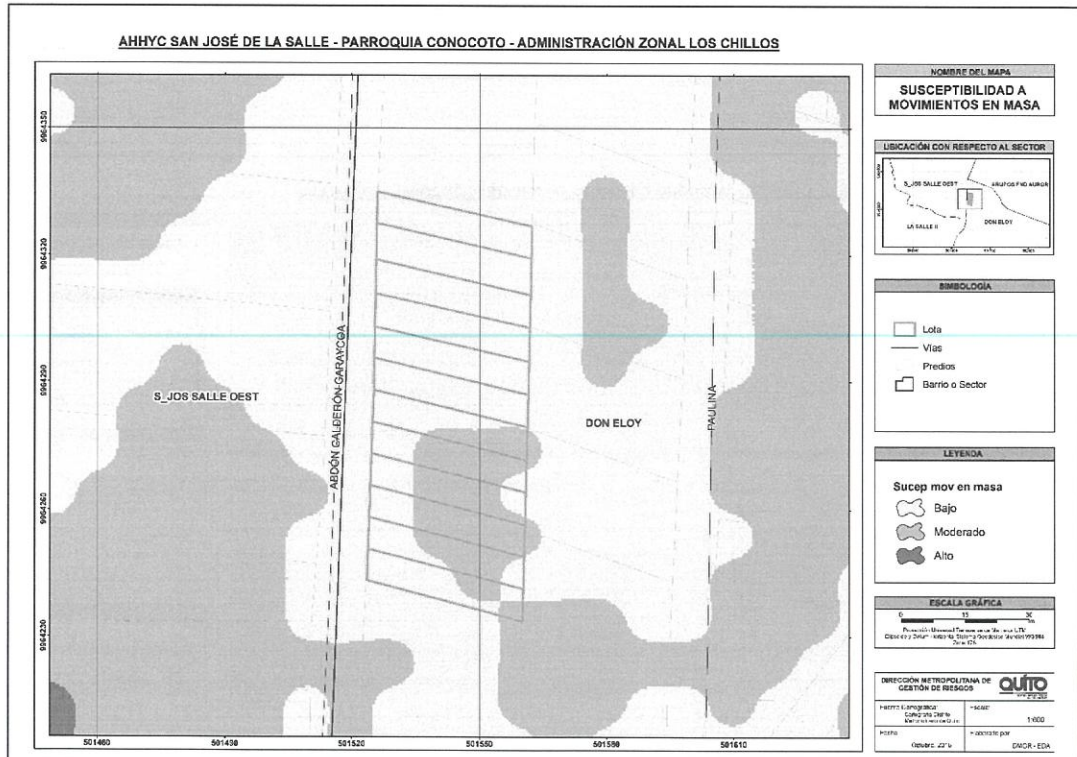 AHHYC SAN JOSÉ DE LA SALLE - PARROQUIA CONOCOTO - ADMINISTRACIÓN ZONAL LOS CHILLOS
9964350
9964320
9964290
9964260
9964230
501460
501490
501520
501550
501580
501610
S_JOS SALLE OEST
ABDÓN CALDERÓN GARAYCOA
DON ELOY
PAULINA
NOMBRE DEL MAPA
SUSCEPTIBILIDAD A
MOVIMIENTOS EN MASA
UBICACIÓN CON RESPECTO AL SECTOR
S_JOS SALLE OEST
LA SALLE II
DON ELOY
SIMBOLOGÍA
Lote
Vías
Predios
Barrio o Sector
LEYENDA
Sucep mov en masa
Bajo
Moderado
Alto
ESCALA GRÁFICA
0 15 30
DIRECCIÓN METROPOLITANA DE
GESTIÓN DE RIESGOS
QUITO
1:600
Fecha
Elaborado por
DMGR - EDA